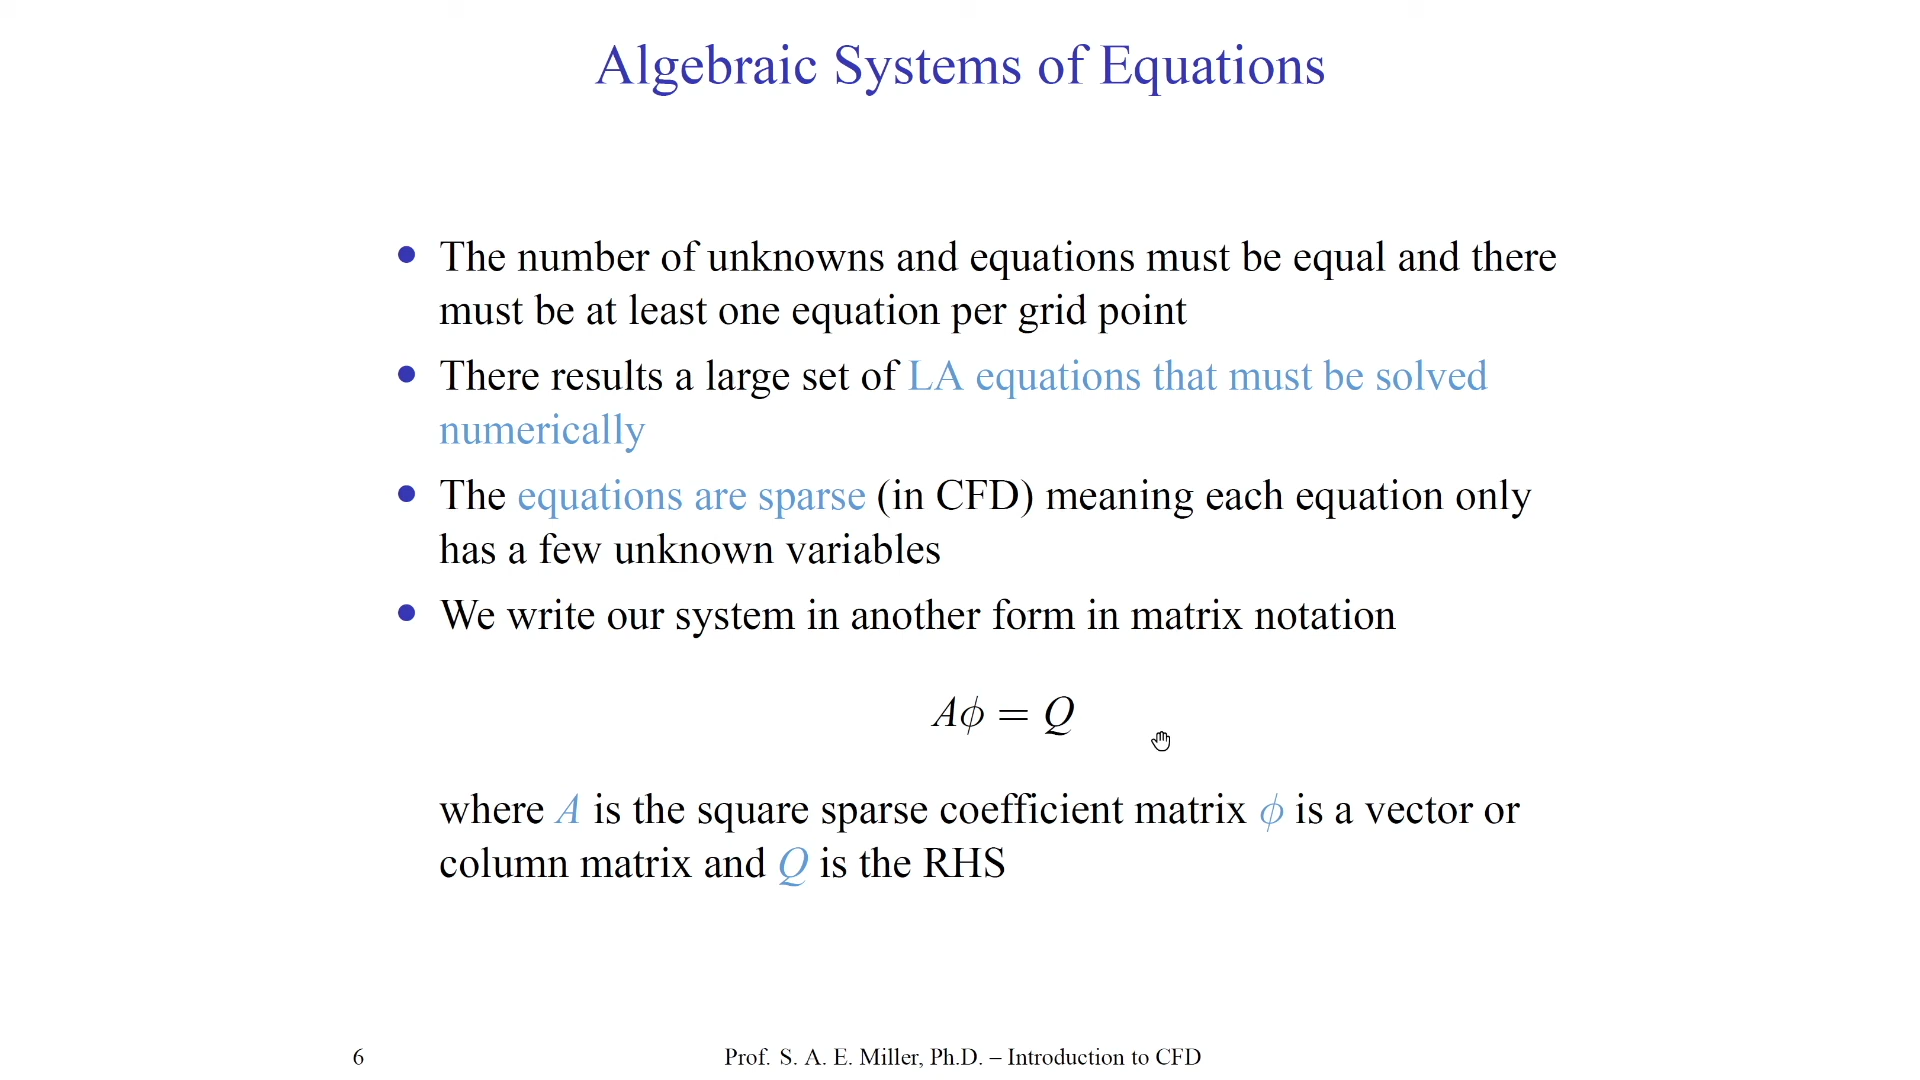 Algebraic Systems of Equations
• The number of unknowns and equations must be equal and there
must be at least one equation per grid point
• There results a large set of LA equations that must be solved
numerically
• The equations are sparse (in CFD) meaning each equation only
has a few unknown variables
• We write our system in another form in matrix notation
Aϕ = Q
where A is the square sparse coefficient matrix ϕ is a vector or
column matrix and Q is the RHS
6 Prof. S. A. E. Miller, Ph.D. – Introduction to CFD